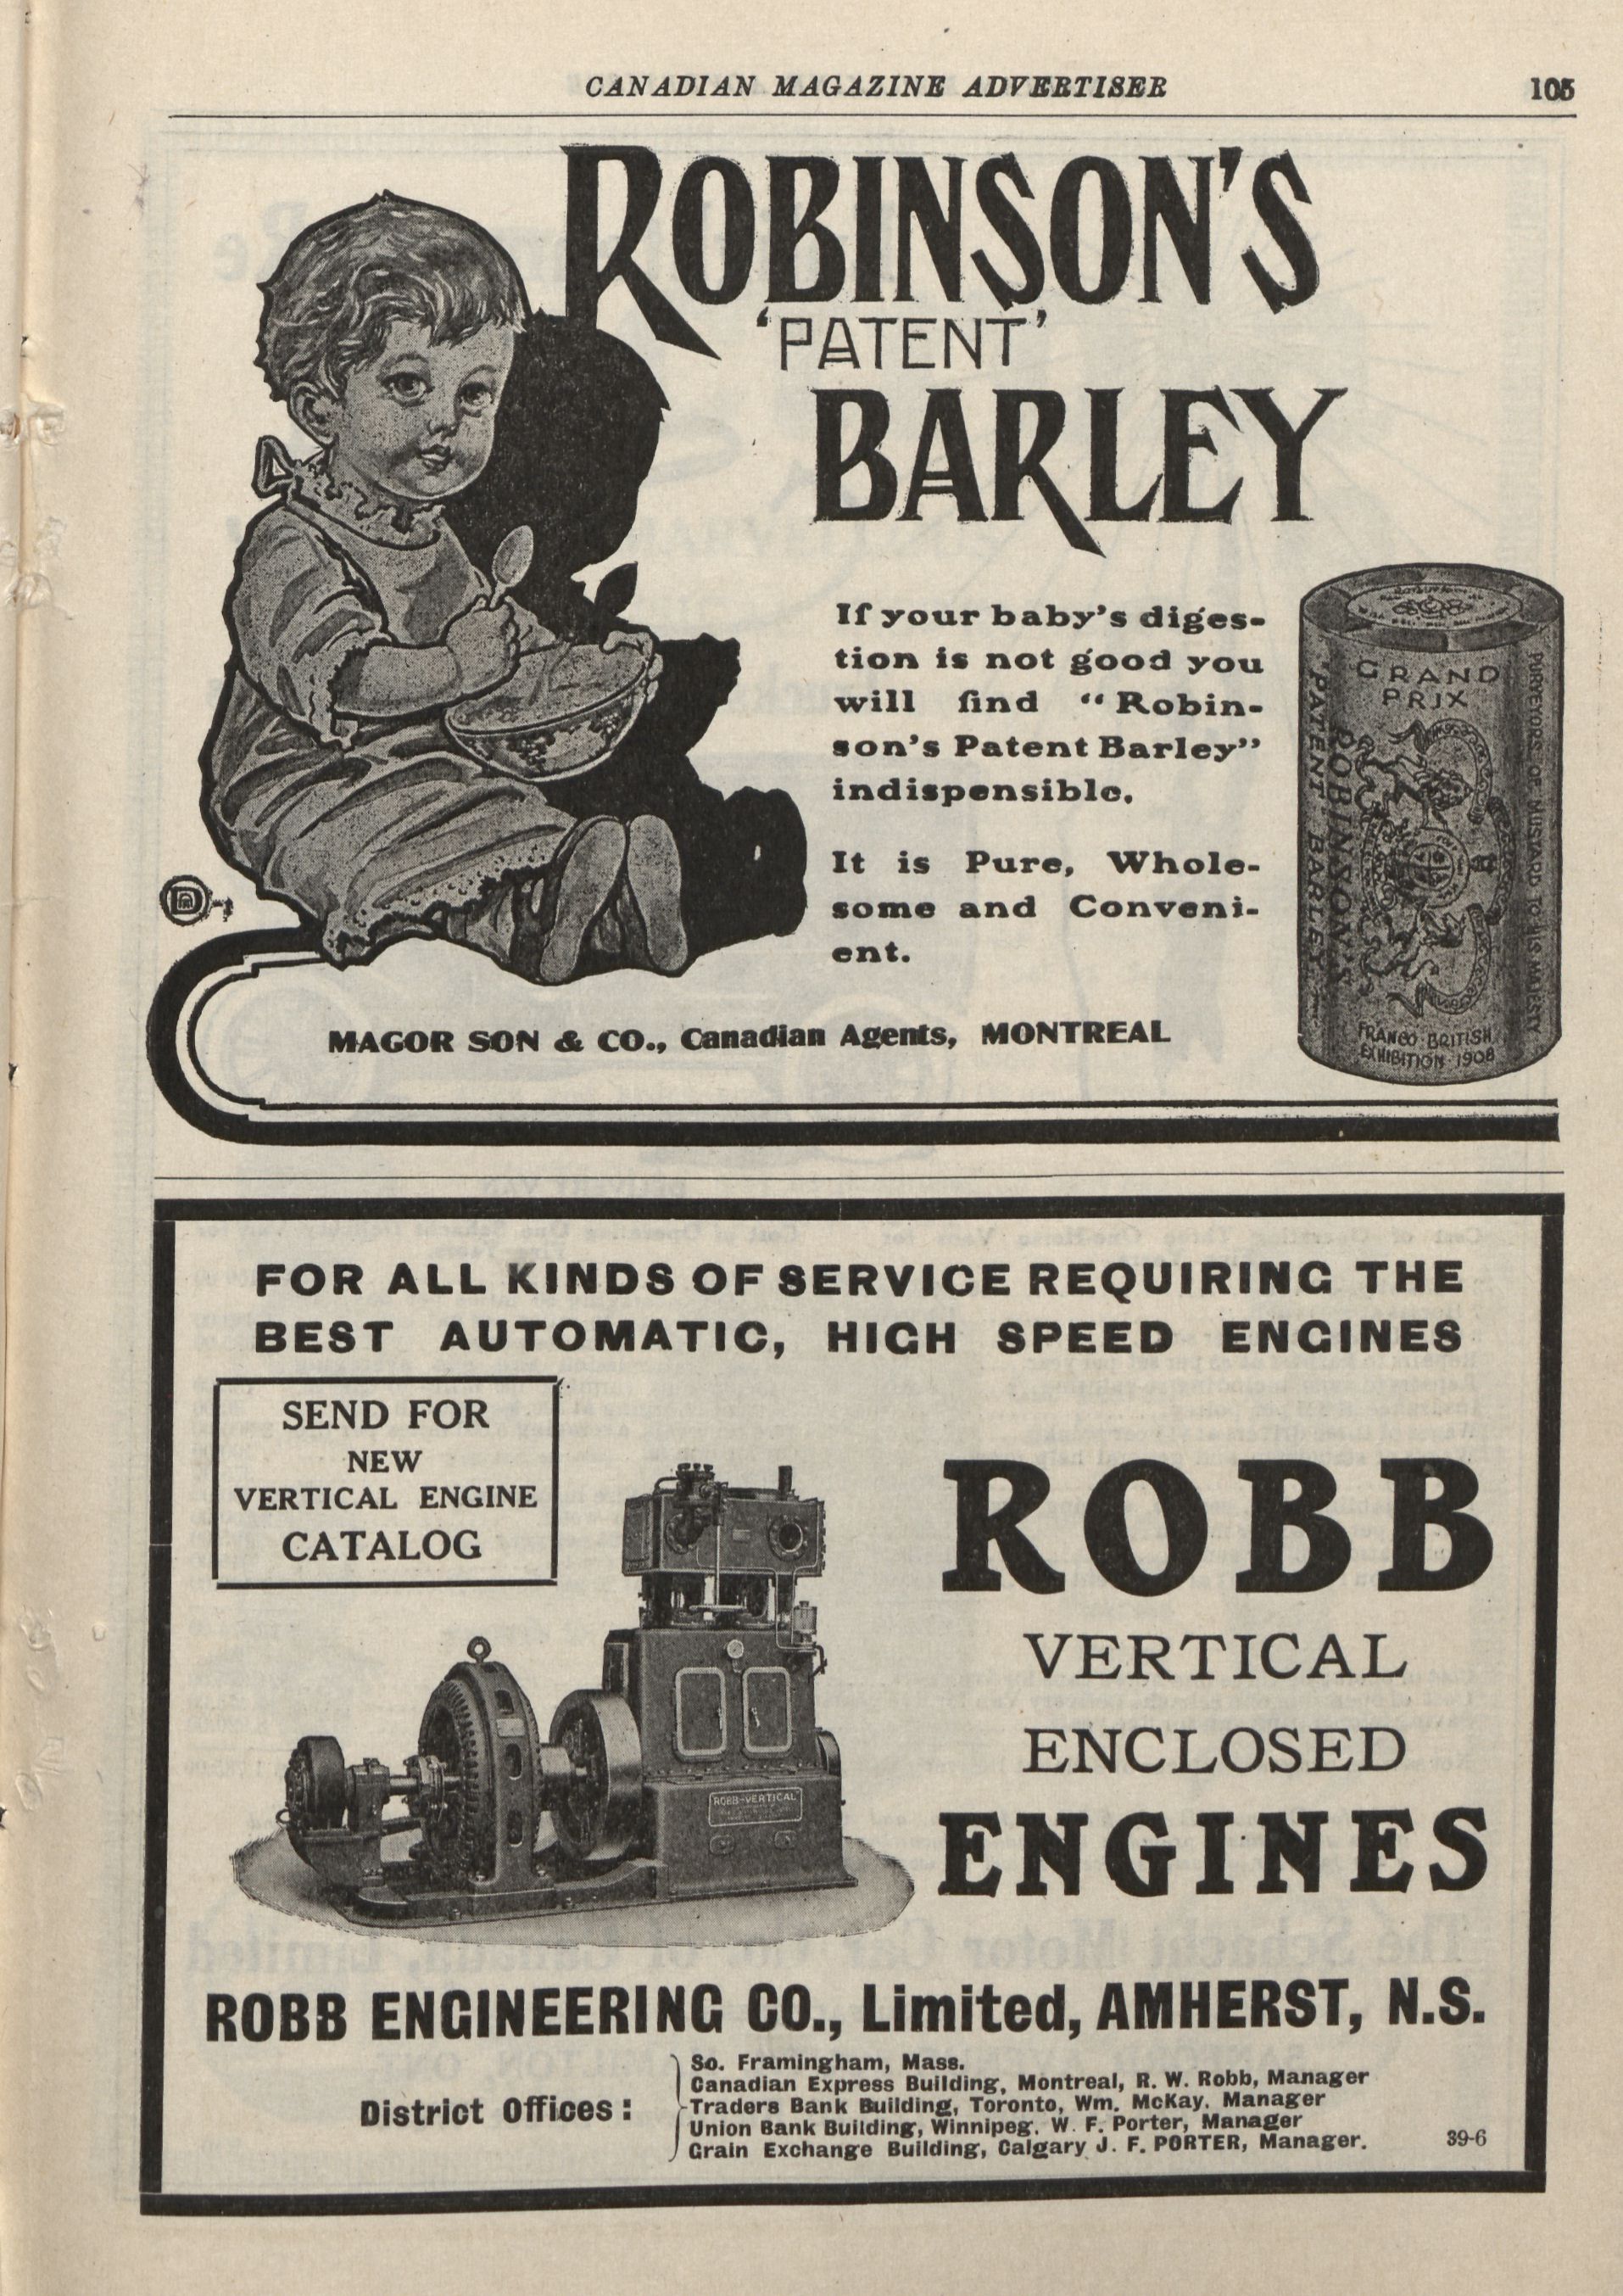 CANADIAN MAGAZINE ADVERTISER 105
ROBINSON'S
'PATENT'
BARLEY
If your baby's diges-
tion is not good you
will find "Robin-
son's Patent Barley"
indispensible.
It is Pure, Whole-
some and Conveni-
ent.
GRAND
PRIX
"PATENT BARLEY"
ROBINSON'S
PURVEYORS OF MUSTARD TO HIS MAJESTY
FRANCO-BRITISH
EXHIBITION 1908
MAGOR SON & CO., Canadian Agents, MONTREAL
FOR ALL KINDS OF SERVICE REQUIRING THE
BEST AUTOMATIC, HIGH SPEED ENGINES
SEND FOR
NEW
VERTICAL ENGINE
CATALOG
ROBB
VERTICAL
ENCLOSED
ENGINES
ROBB-VERTICAL
ROBB ENGINEERING CO., Limited, AMHERST, N.S.
District Offices:
So. Framingham, Mass.
Canadian Express Building, Montreal, R. W. Robb, Manager
Traders Bank Building, Toronto, Wm. McKay, Manager
Union Bank Building, Winnipeg. W. F. Porter, Manager
Grain Exchange Building, Calgary J. F. PORTER, Manager.
39-6